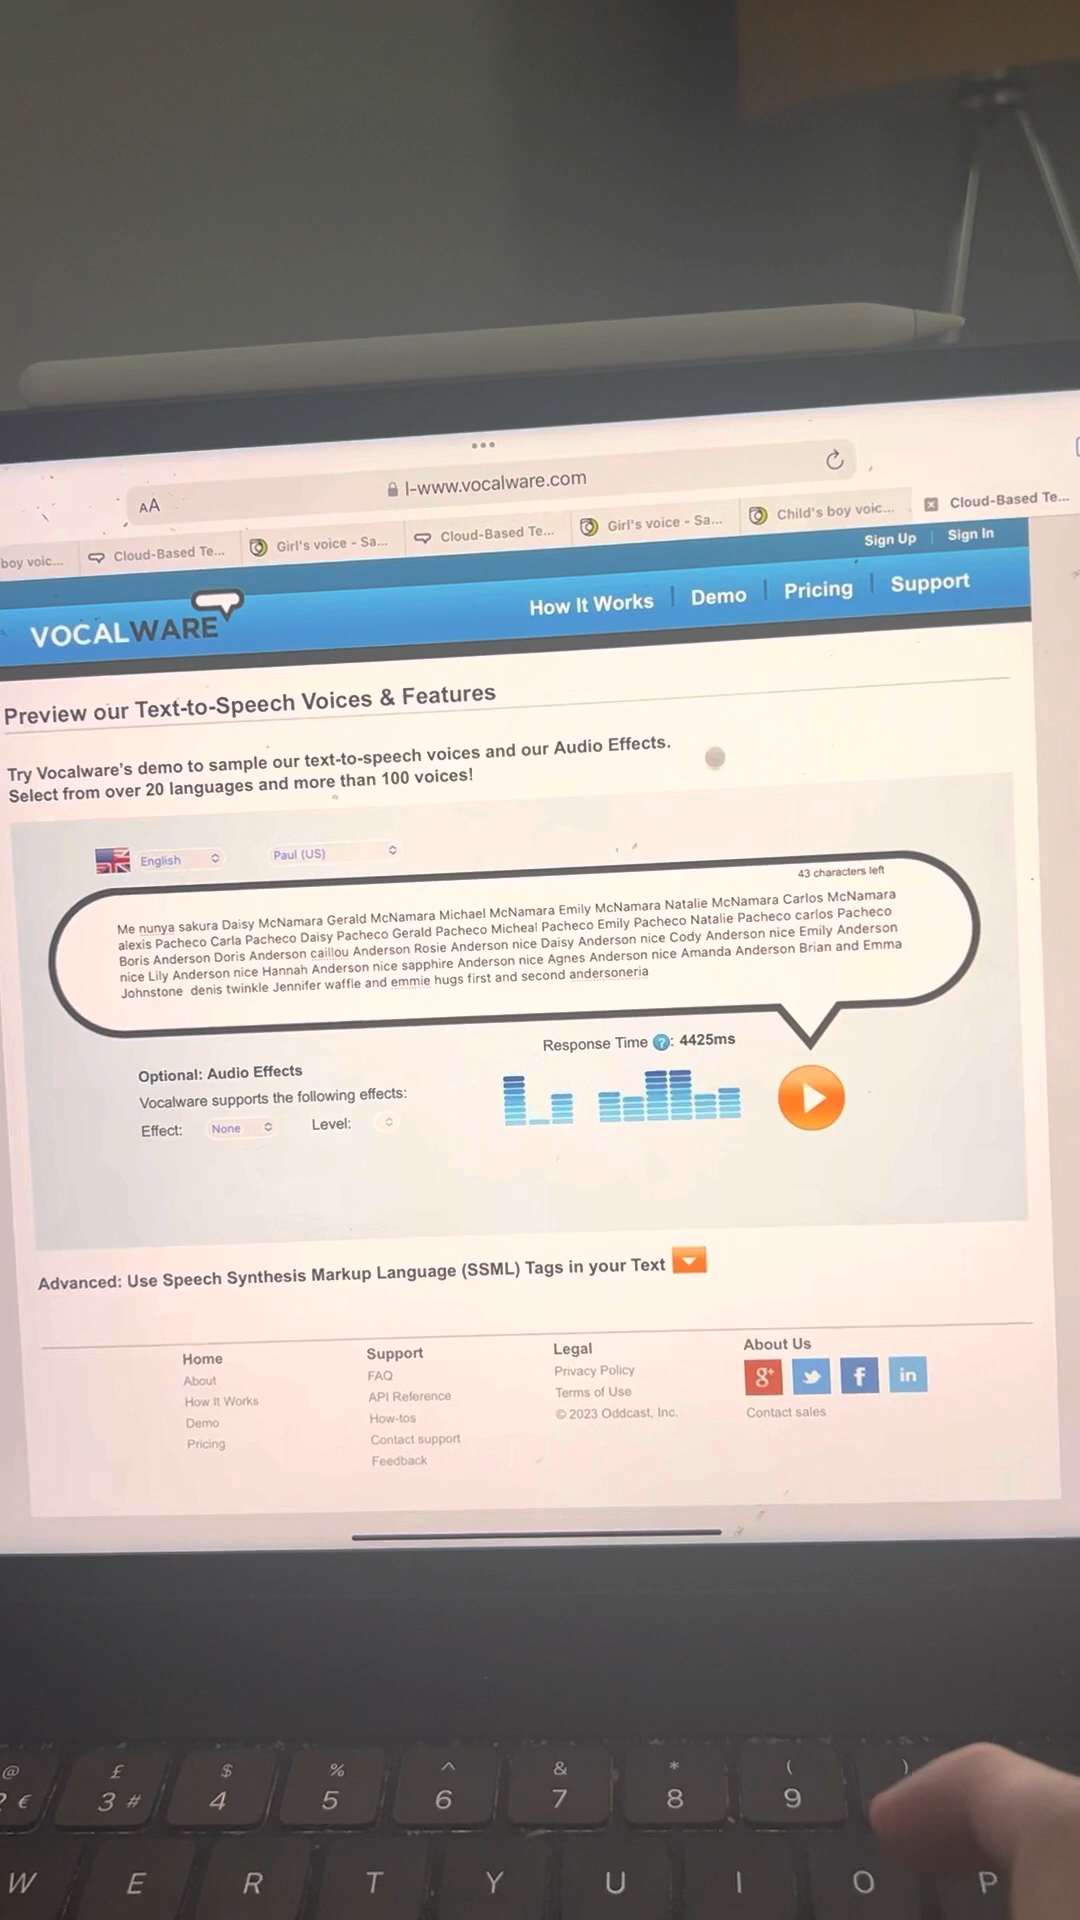 AA
l-www.vocalware.com
boy voic...
Cloud-Based Te...
Girl's voice - Sa...
Cloud-Based Te...
Girl's voice - Sa...
Child's boy voic...
Cloud-Based Te...
Sign Up
Sign In
VOCALWARE
How It Works
Demo
Pricing
Support
Preview our Text-to-Speech Voices & Features
Try Vocalware's demo to sample our text-to-speech voices and our Audio Effects.
Select from over 20 languages and more than 100 voices!
English
Paul (US)
43 characters left
Me nunya sakura Daisy McNamara Gerald McNamara Michael McNamara Emily McNamara Natalie McNamara Carlos McNamara
alexis Pacheco Carla Pacheco Daisy Pacheco Gerald Pacheco Micheal Pacheco Emily Pacheco Natalie Pacheco carlos Pacheco
Boris Anderson Doris Anderson caillou Anderson Rosie Anderson nice Daisy Anderson nice Cody Anderson nice Emily Anderson
nice Lily Anderson nice Hannah Anderson nice sapphire Anderson nice Agnes Anderson nice Amanda Anderson Brian and Emma
Johnstone denis twinkle Jennifer waffle and emmie hugs first and second andersoneria
Response Time ?: 4425ms
Optional: Audio Effects
Vocalware supports the following effects:
Effect:
None
Level:
Advanced: Use Speech Synthesis Markup Language (SSML) Tags in your Text
Home
About
How It Works
Demo
Pricing
Support
FAQ
API Reference
How-tos
Contact support
Feedback
Legal
Privacy Policy
Terms of Use
© 2023 Oddcast, Inc.
About Us
g+
f
in
Contact sales
@ £ $ % ^ & * ( )
€ 3 # 4 5 6 7 8 9
W E R T Y U I O P